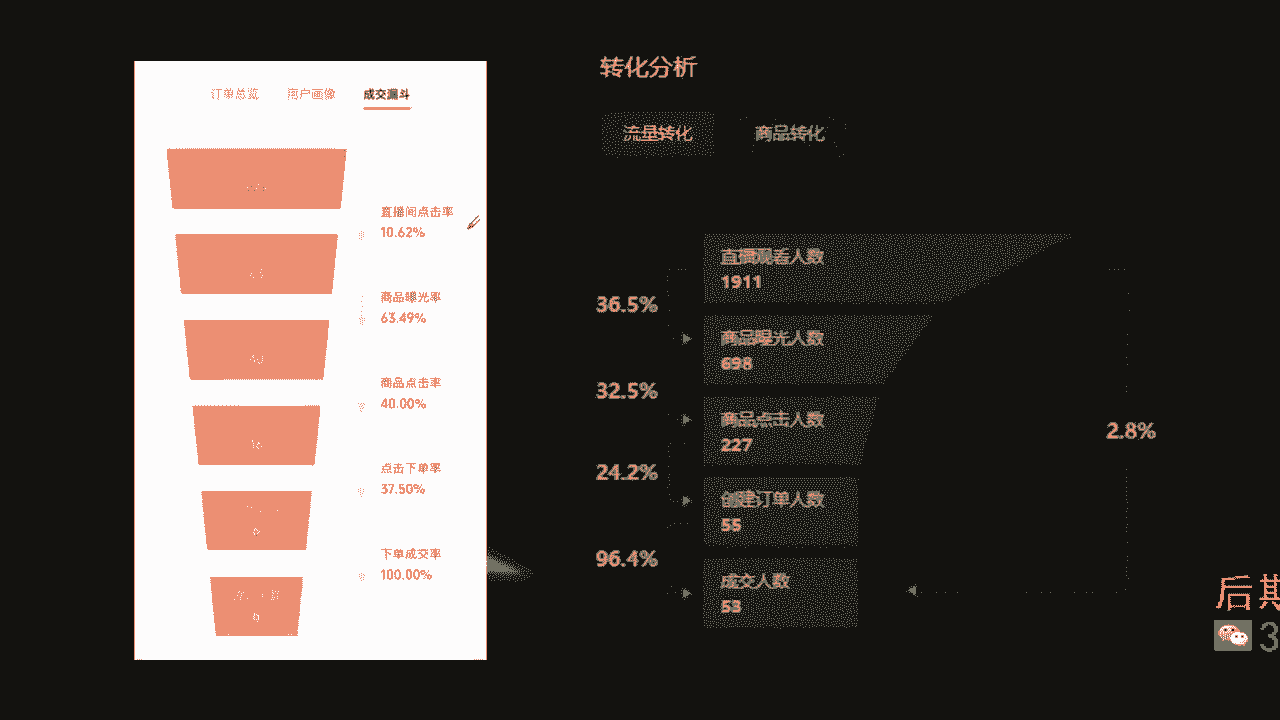 订单总览 用户画像 成交漏斗
直播间点击率
10.62%
商品曝光率
63.49%
商品点击率
40.00%
点击下单率
37.50%
6
下单成交率
100.00%
6
转化分析
流量转化 商品转化
直播观看人数
1911
36.5%
商品曝光人数
698
32.5%
商品点击人数
227
2.8%
24.2%
创建订单人数
55
96.4%
成交人数
53
后期
3